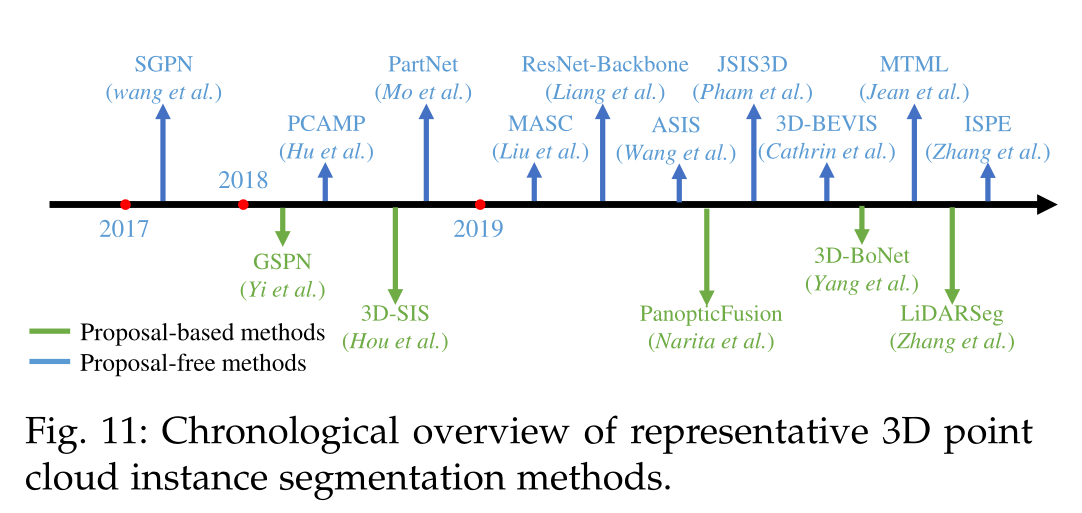 SGPN
(wang et al.)
PartNet
(Mo et al.)
ResNet-Backbone
(Liang et al.)
JSIS3D
(Pham et al.)
MTML
(Jean et al.)
PCAMP
(Hu et al.)
MASC
(Liu et al.)
ASIS
(Wang et al.)
3D-BEVIS
(Cathrin et al.)
ISPE
(Zhang et al.)
2018
2017
2019
GSPN
(Yi et al.)
3D-BoNet
(Yang et al.)
3D-SIS
(Hou et al.)
PanopticFusion
(Narita et al.)
LiDARSeg
(Zhang et al.)
Proposal-based methods
Proposal-free methods
Fig. 11: Chronological overview of representative 3D point
cloud instance segmentation methods.